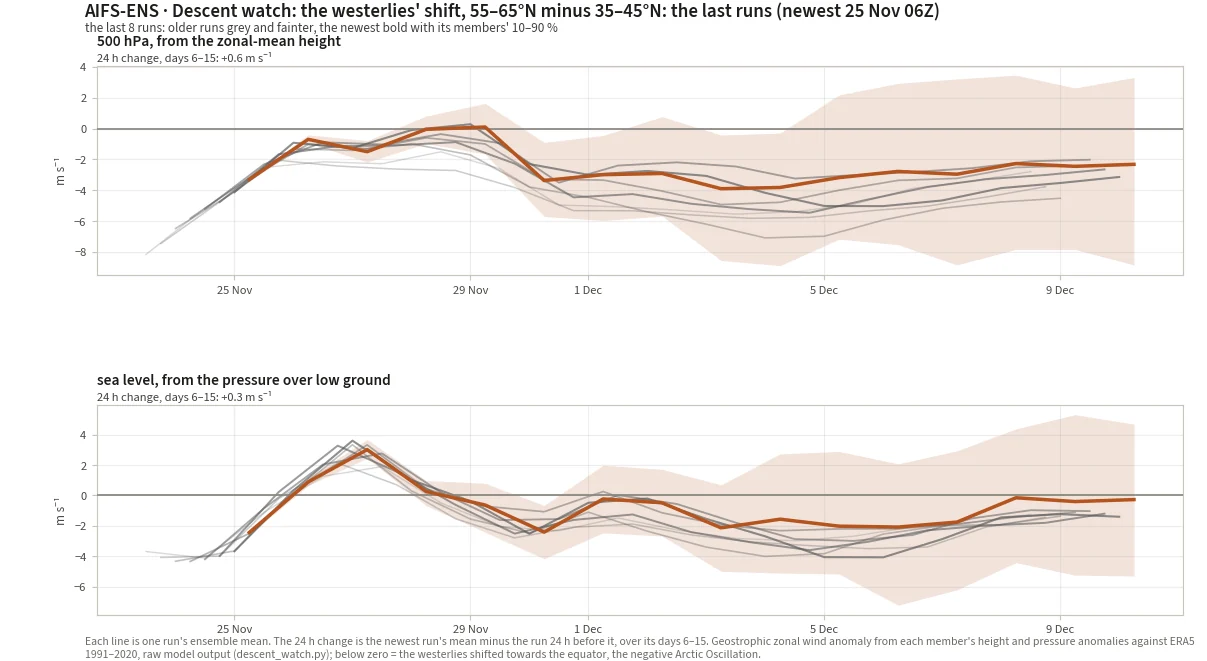 AIFS-ENS · Descent watch: the westerlies' shift, 55–65°N minus 35–45°N: the last runs (newest 25 Nov 06Z)
the last 8 runs: older runs grey and fainter, the newest bold with its members' 10–90 %
500 hPa, from the zonal-mean height
24 h change, days 6–15: +0.6 m s⁻¹
4
2
0
−2
−4
−6
−8
m s⁻¹
25 Nov
29 Nov
1 Dec
5 Dec
9 Dec
sea level, from the pressure over low ground
24 h change, days 6–15: +0.3 m s⁻¹
4
2
0
−2
−4
−6
m s⁻¹
25 Nov
29 Nov
1 Dec
5 Dec
9 Dec
Each line is one run's ensemble mean. The 24 h change is the newest run's mean minus the run 24 h before it, over its days 6–15. Geostrophic zonal wind anomaly from each member's height and pressure anomalies against ERA5
1991–2020, raw model output (descent_watch.py); below zero = the westerlies shifted towards the equator, the negative Arctic Oscillation.